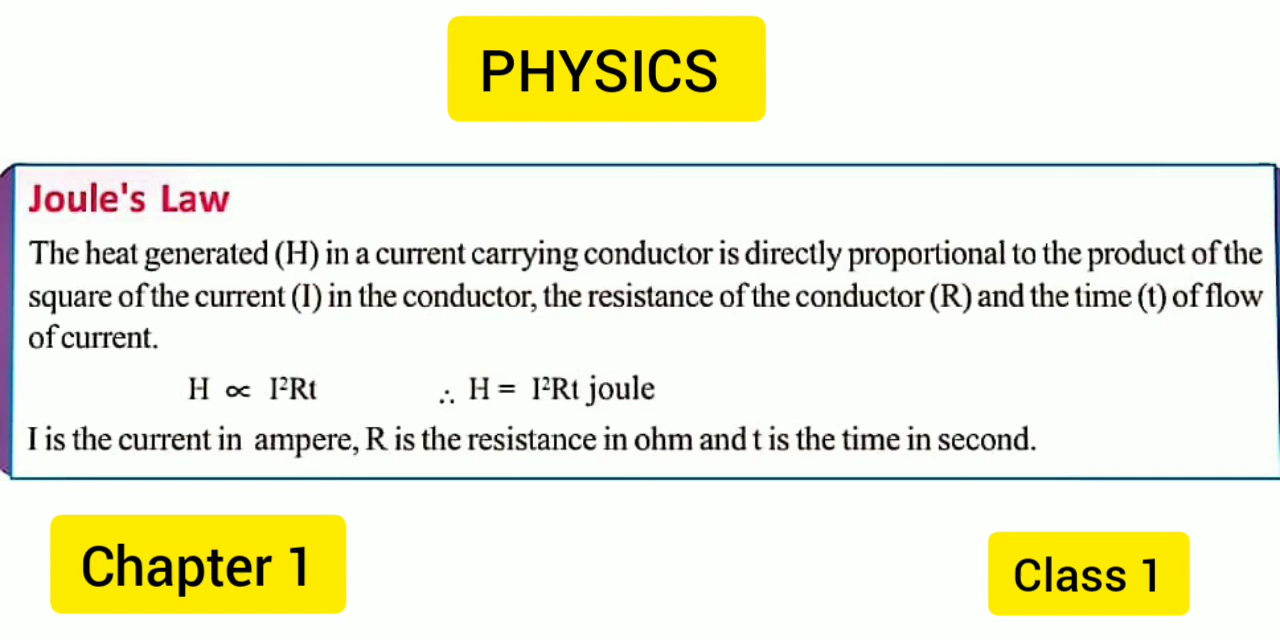 PHYSICS
Joule's Law
The heat generated (H) in a current carrying conductor is directly proportional to the product of the
square of the current (I) in the conductor, the resistance of the conductor (R) and the time (t) of flow
of current.
H ∝ I²Rt ∴ H = I²Rt joule
I is the current in ampere, R is the resistance in ohm and t is the time in second.
Chapter 1
Class 1